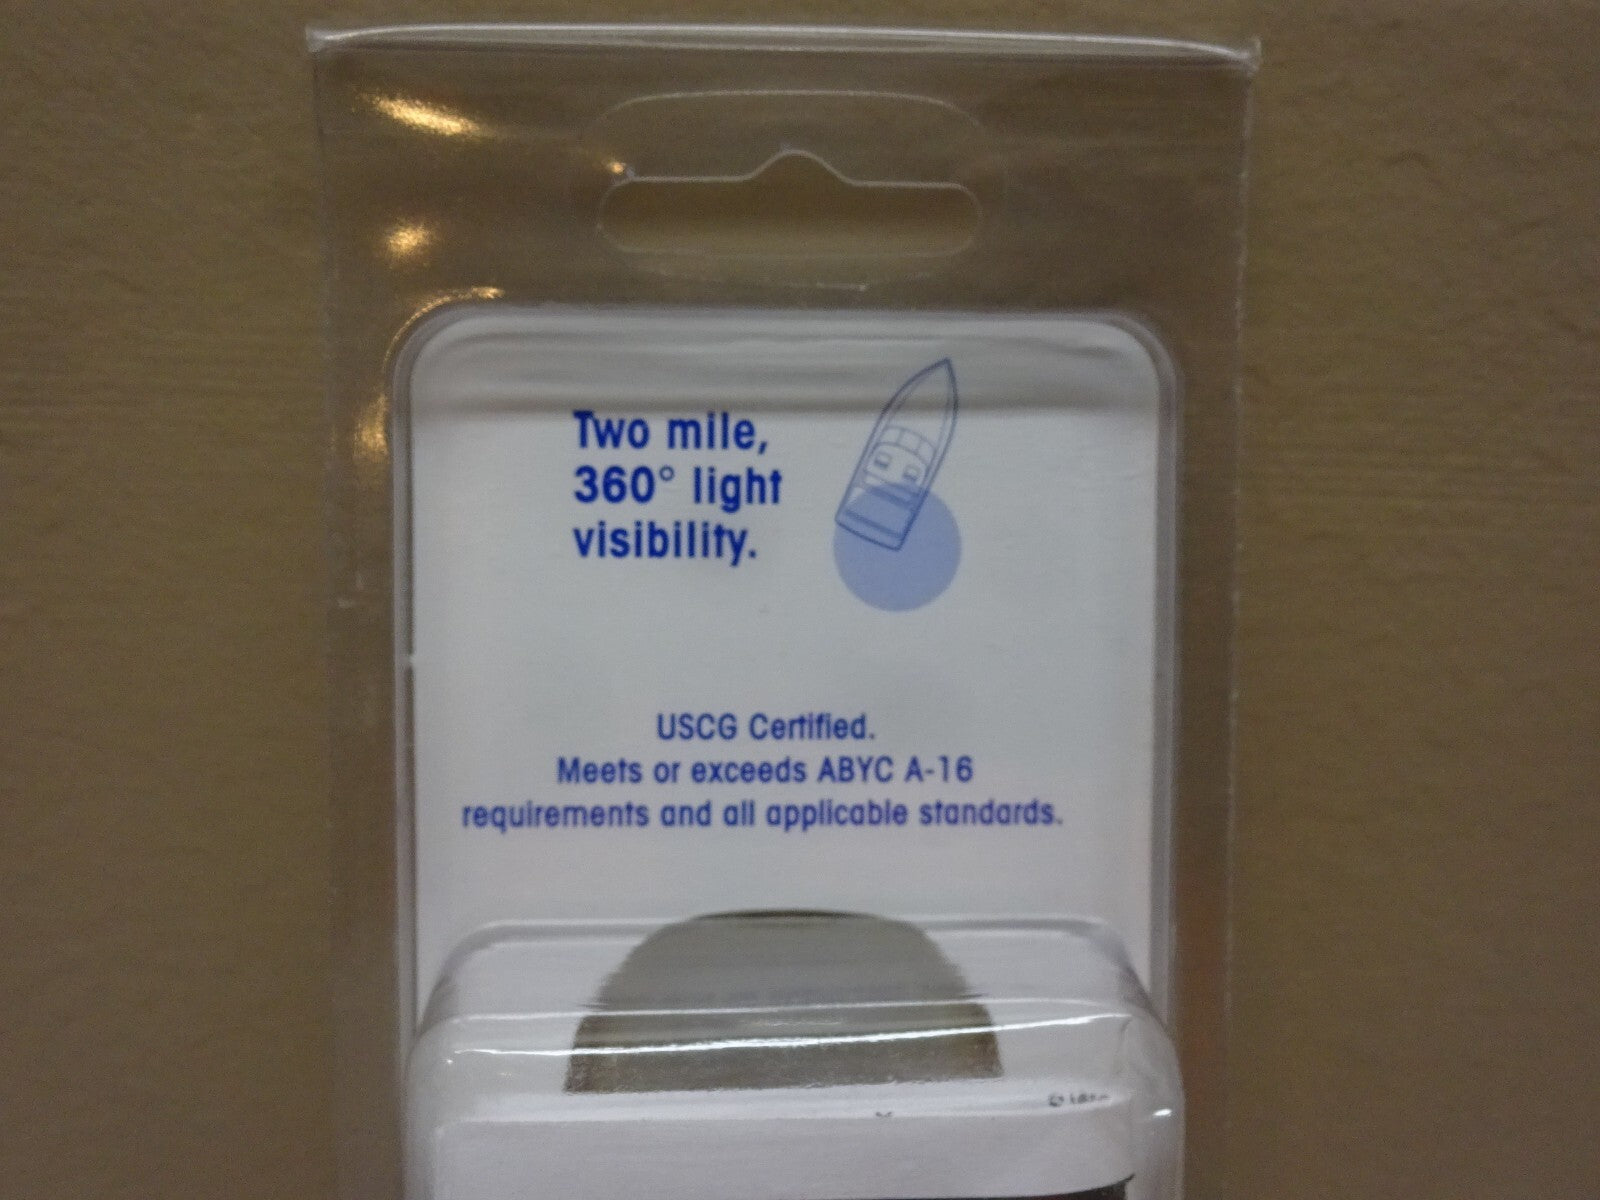 Two mile,
360° light
visibility.
USCG Certified.
Meets or exceeds ABYC A-16
requirements and all applicable standards.